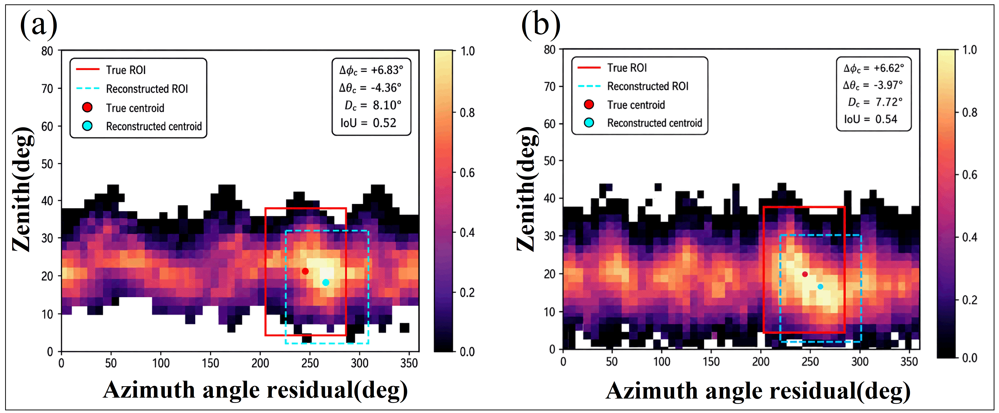 (a)
True ROI
Reconstructed ROI
True centroid
Reconstructed centroid
Δϕc = +6.83°
Δθc = -4.36°
Dc = 8.10°
IoU = 0.52
80
70
60
50
40
30
20
10
0
Zenith(deg)
0 50 100 150 200 250 300 350
Azimuth angle residual(deg)
1.0
0.8
0.6
0.4
0.2
0.0
(b)
True ROI
Reconstructed ROI
True centroid
Reconstructed centroid
Δϕc = +6.62°
Δθc = -3.97°
Dc = 7.72°
IoU = 0.54
80
70
60
50
40
30
20
10
0
Zenith(deg)
0 50 100 150 200 250 300 350
Azimuth angle residual(deg)
1.0
0.8
0.6
0.4
0.2
0.0